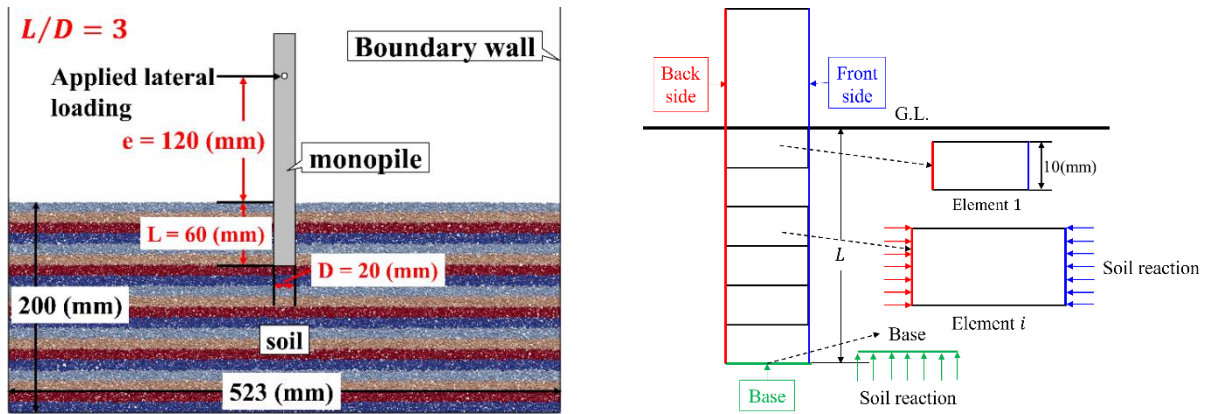 L/D = 3
Boundary wall
Applied lateral
loading
e = 120 (mm)
monopile
L = 60 (mm)
D = 20 (mm)
200 (mm)
soil
523 (mm)
Back
side
Front
side
G.L.
10(mm)
Element 1
L
Soil reaction
Element i
Base
Base
Soil reaction